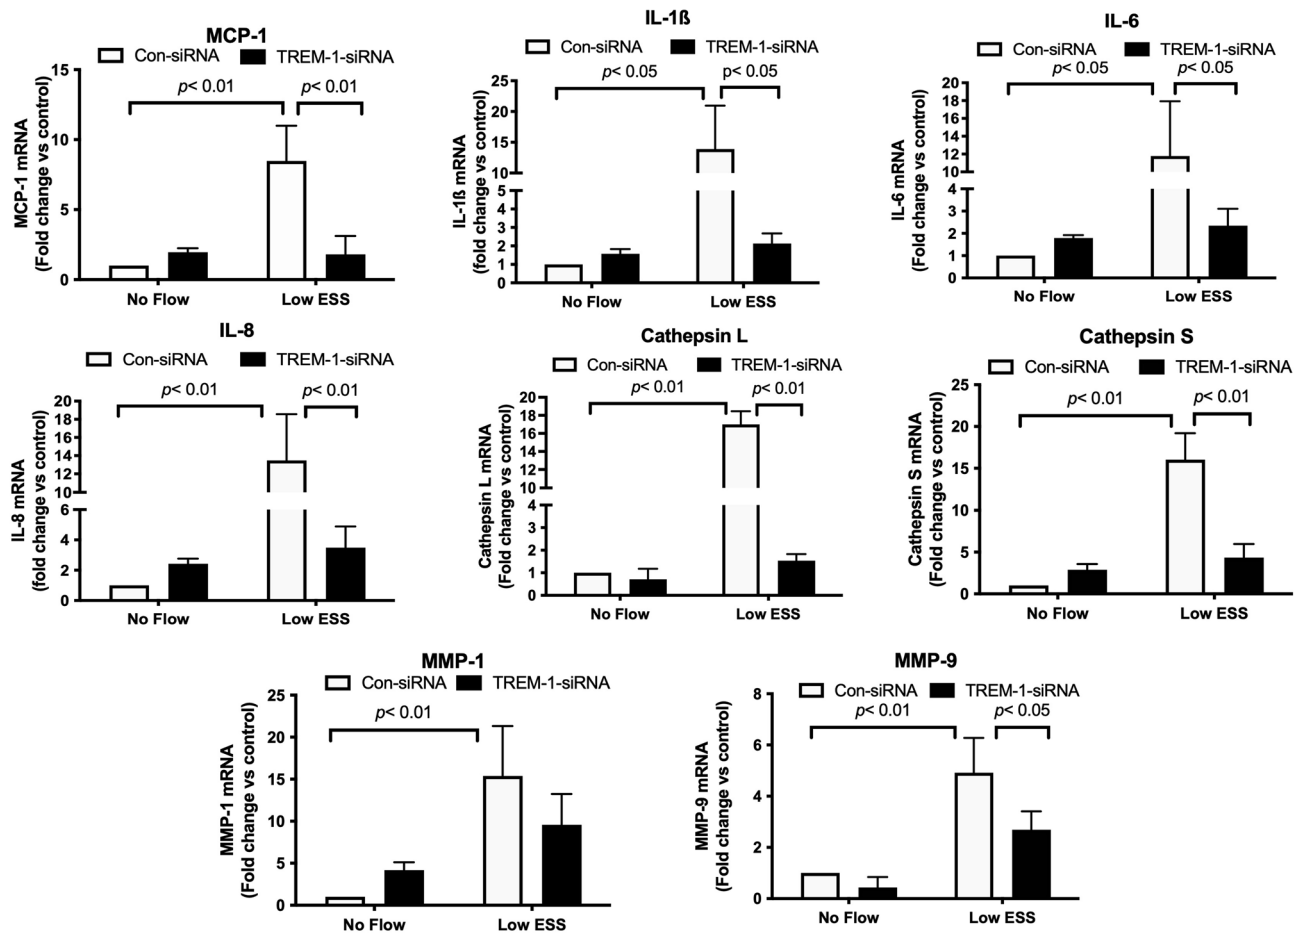 MCP-1
Con-siRNA TREM-1-siRNA
p< 0.01 p< 0.01
MCP-1 mRNA
(Fold change vs control)
15
10
5
0
No Flow Low ESS
IL-1ß
Con-siRNA TREM-1-siRNA
p< 0.05 p< 0.05
IL-1ß mRNA
(fold change vs control)
25
20
15
10
5
4
3
2
1
0
No Flow Low ESS
IL-6
Con-siRNA TREM-1-siRNA
p< 0.05 p< 0.05
IL-6 mRNA
(Fold change vs control)
20
18
16
14
12
10
4
3
2
1
0
No Flow Low ESS
IL-8
Con-siRNA TREM-1-siRNA
p< 0.01 p< 0.01
IL-8 mRNA
(fold change vs control)
20
18
16
14
12
10
6
4
2
0
No Flow Low ESS
Cathepsin L
Con-siRNA TREM-1-siRNA
p< 0.01 p< 0.01
Cathepsin L mRNA
(Fold change vs control)
20
18
16
14
12
10
4
3
2
1
0
No Flow Low ESS
Cathepsin S
Con-siRNA TREM-1-siRNA
p< 0.01 p< 0.01
Cathepsin S mRNA
(Fold change vs control)
25
20
15
10
5
0
No Flow Low ESS
MMP-1
Con-siRNA TREM-1-siRNA
p< 0.01
MMP-1 mRNA
(Fold change vs control)
25
20
15
10
5
0
No Flow Low ESS
MMP-9
Con-siRNA TREM-1-siRNA
p< 0.01 p< 0.05
MMP-9 mRNA
(Fold change vs control)
8
6
4
2
0
No Flow Low ESS